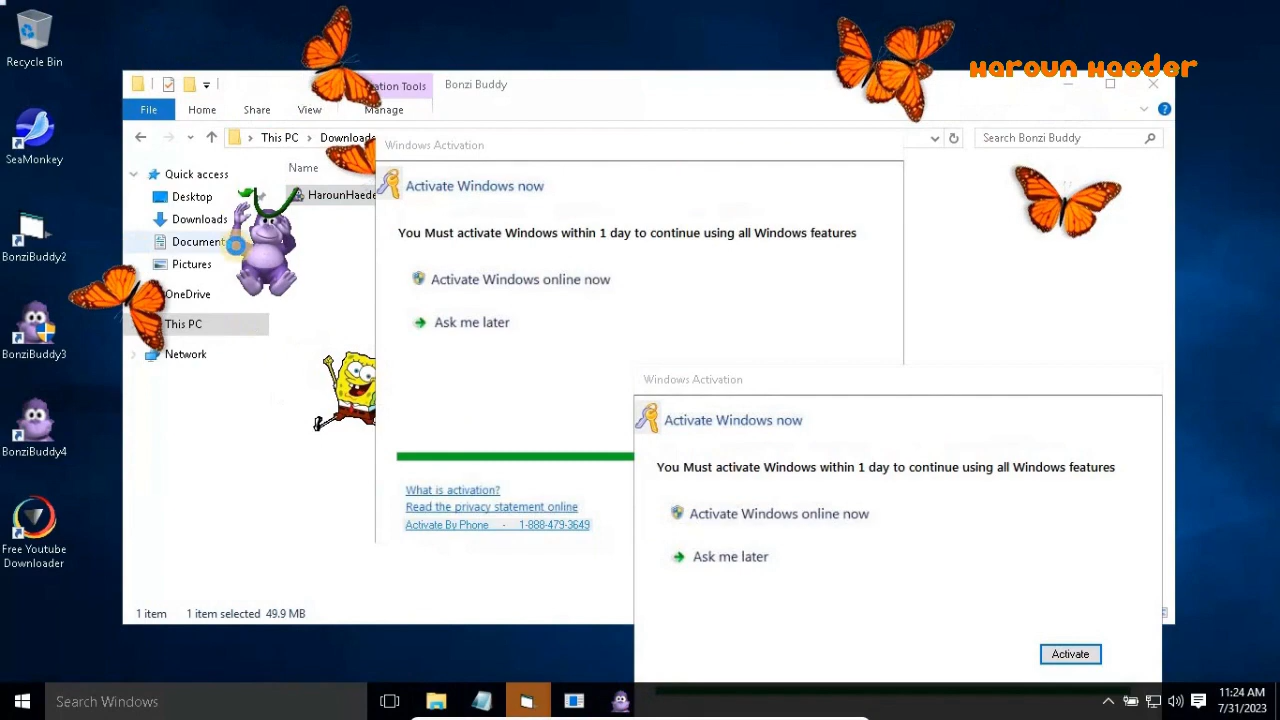 Recycle Bin
SeaMonkey
BonziBuddy2
BonziBuddy3
BonziBuddy4
Free Youtube
Downloader
Haroun Haeder
ation Tools
Bonzi Buddy
File
Home
Share
View
Manage
This PC
Downloads
Search Bonzi Buddy
Name
HarounHaede
Quick access
Desktop
Downloads
Document
Pictures
OneDrive
This PC
Network
1 item
1 item selected 49.9 MB
Windows Activation
Activate Windows now
You Must activate Windows within 1 day to continue using all Windows features
Activate Windows online now
Ask me later
What is activation?
Read the privacy statement online
Activate By Phone - 1-888-479-3649
Windows Activation
Activate Windows now
You Must activate Windows within 1 day to continue using all Windows features
Activate Windows online now
Ask me later
Activate
Search Windows
11:24 AM
7/31/2023